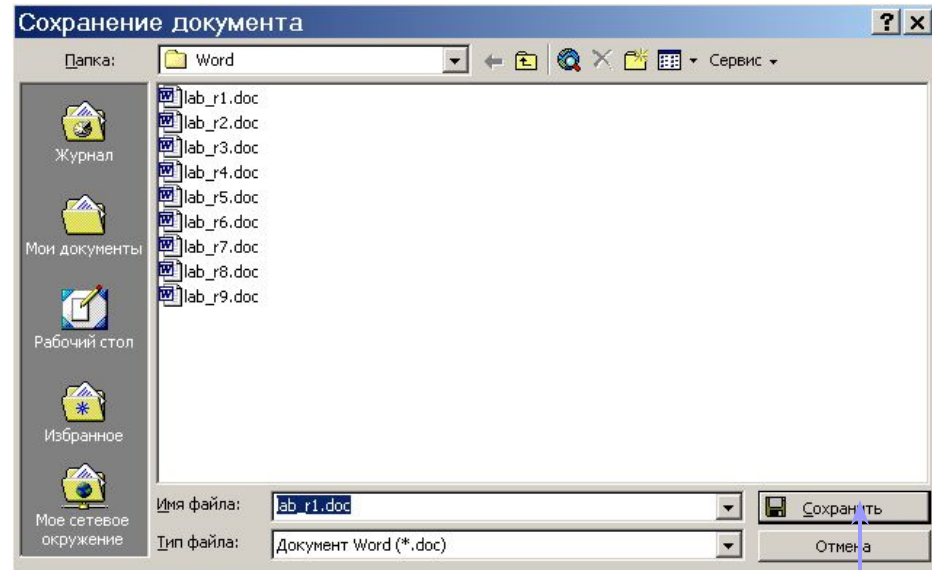 Сохранение документа
Папка:
Word
Сервис
Журнал
Мои документы
Рабочий стол
Избранное
Мое сетевое
окружение
lab_r1.doc
lab_r2.doc
lab_r3.doc
lab_r4.doc
lab_r5.doc
lab_r6.doc
lab_r7.doc
lab_r8.doc
lab_r9.doc
Имя файла:
lab_r1.doc
Сохранить
Тип файла:
Документ Word (*.doc)
Отмена